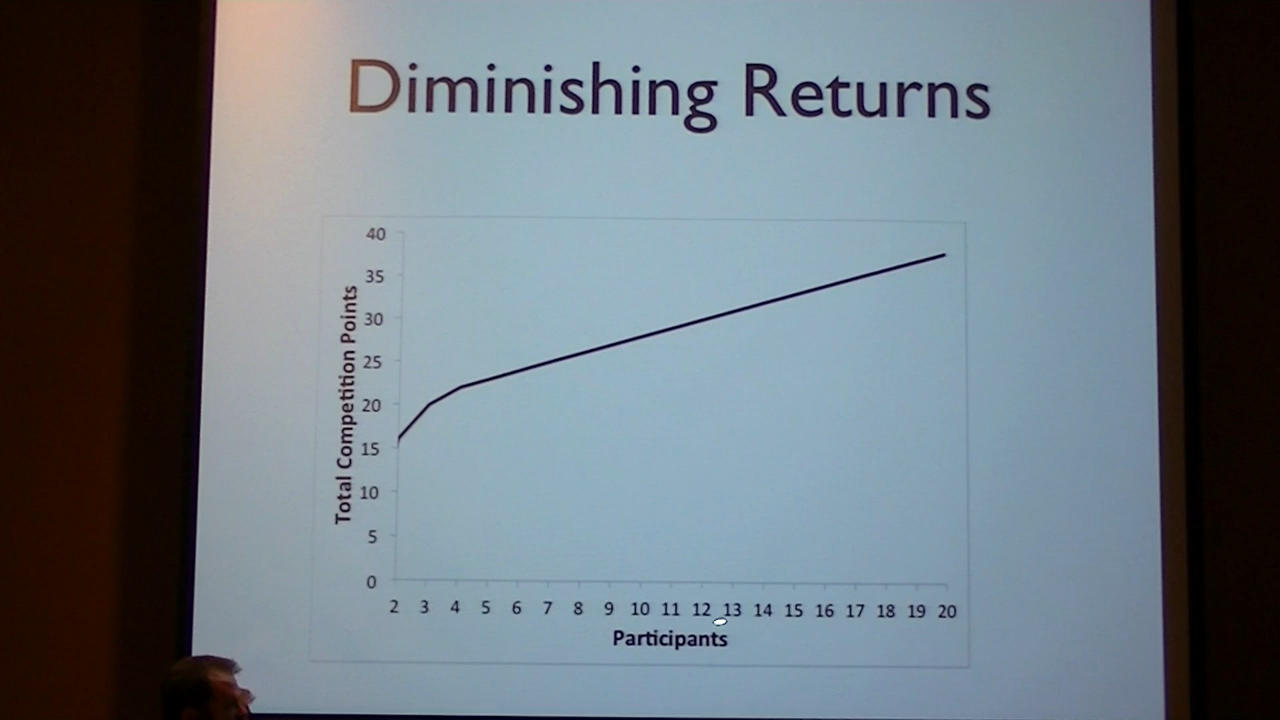 Diminishing Returns
40
35
30
25
20
15
10
5
0
Total Competition Points
2 3 4 5 6 7 8 9 10 11 12 13 14 15 16 17 18 19 20
Participants